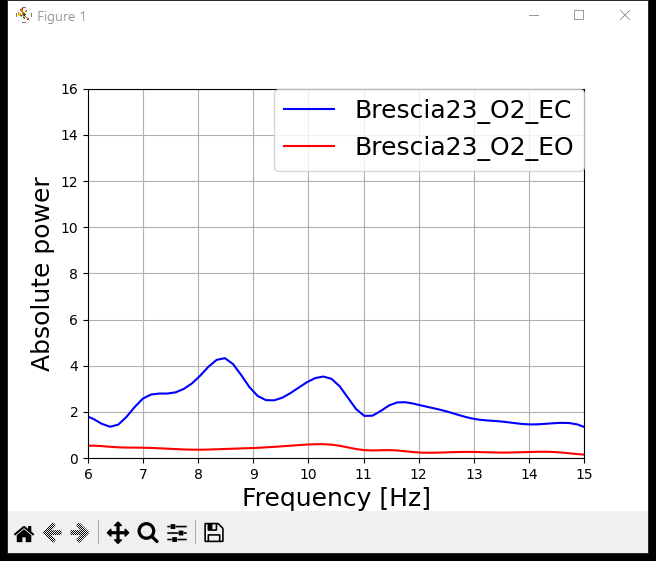 Figure 1
Brescia23_O2_EC
Brescia23_O2_EO
Absolute power
16
14
12
10
8
6
4
2
0
6 7 8 9 10 11 12 13 14 15
Frequency [Hz]